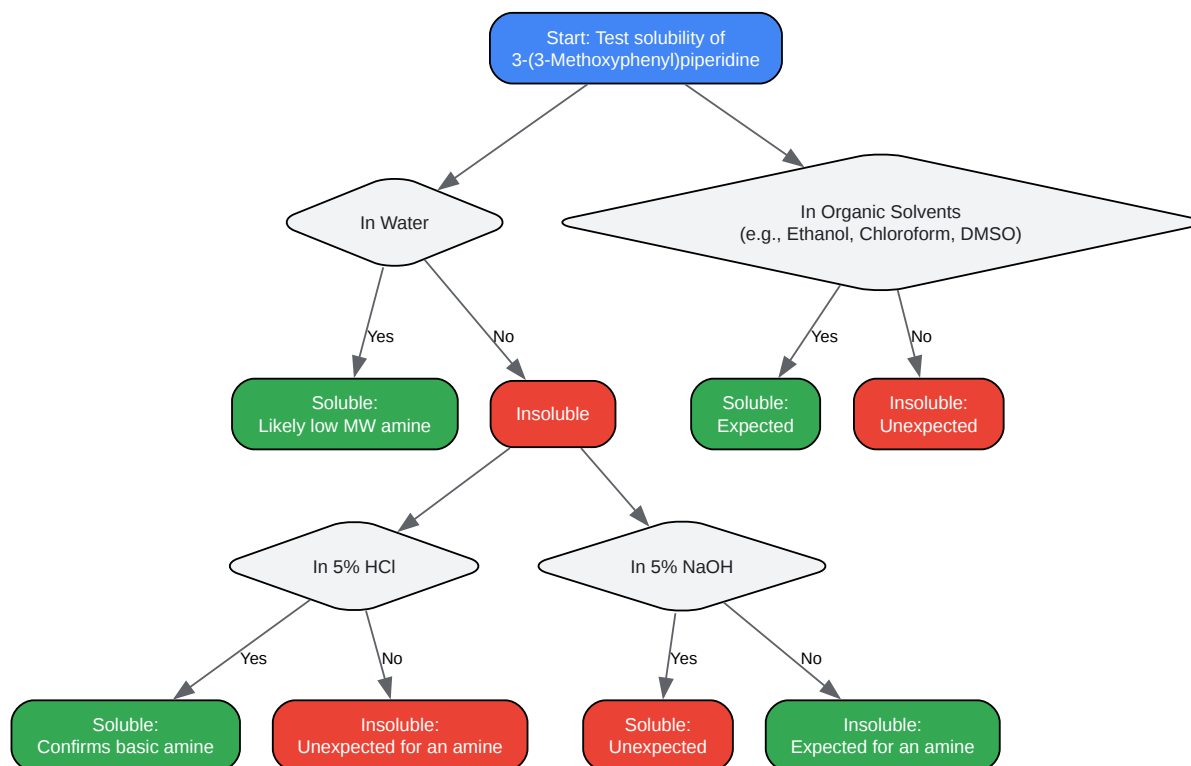 Start: Test solubility of
3-(3-Methoxyphenyl)piperidine
In Water
In Organic Solvents
(e.g., Ethanol, Chloroform, DMSO)
Yes
No
Yes
No
Soluble:
Likely low MW amine
Insoluble
Soluble:
Expected
Insoluble:
Unexpected
In 5% HCl
In 5% NaOH
Yes
No
Yes
No
Soluble:
Confirms basic amine
Insoluble:
Unexpected for an amine
Soluble:
Unexpected
Insoluble:
Expected for an amine